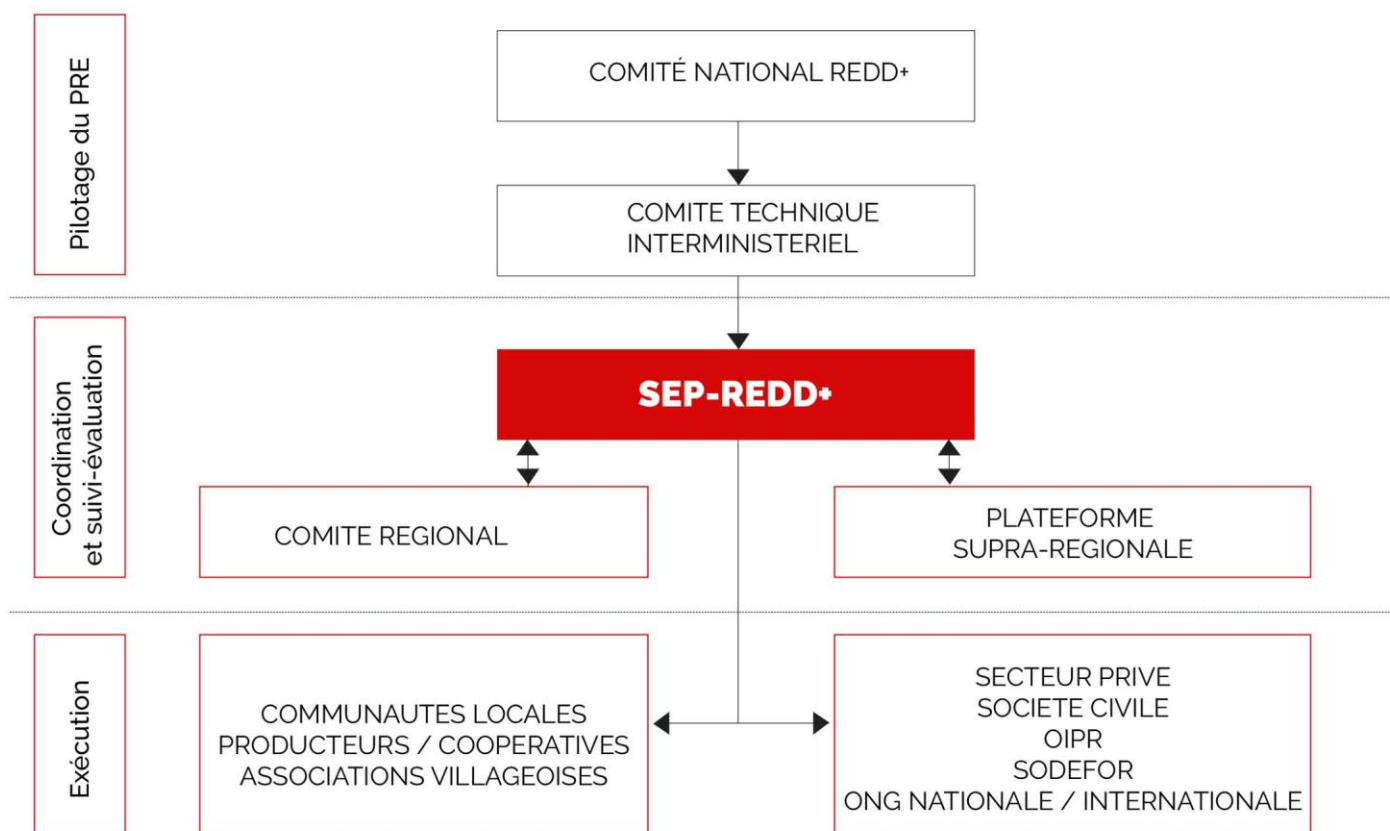 Pilotage du PRE
COMITÉ NATIONAL REDD+
COMITE TECHNIQUE
INTERMINISTERIEL
Coordination
et suivi-évaluation
SEP-REDD+
COMITE REGIONAL
PLATEFORME
SUPRA-REGIONALE
Exécution
COMMUNAUTES LOCALES
PRODUCTEURS / COOPERATIVES
ASSOCIATIONS VILLAGEOISES
SECTEUR PRIVE
SOCIETE CIVILE
OIPR
SODEFOR
ONG NATIONALE / INTERNATIONALE